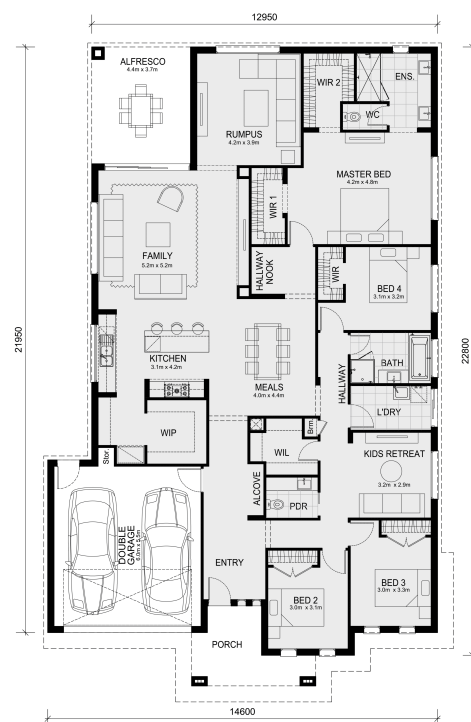 12950
ALFRESCO
4.4m x 3.7m
RUMPUS
4.2m x 3.9m
WIR 2
ENS.
WC
MASTER BED
4.2m x 4.8m
WIR 1
FAMILY
5.2m x 5.2m
HALLWAY
NOOK
WIR
BED 4
3.1m x 3.2m
21950
22800
KITCHEN
3.1m x 4.2m
MEALS
4.0m x 4.4m
HALLWAY
BATH
L'DRY
WIP
Stor.
WIL
Brm.
KIDS RETREAT
3.2m x 2.9m
ALCOVE
PDR
DOUBLE
GARAGE
ENTRY
BED 2
3.0m x 3.1m
BED 3
3.0m x 3.3m
PORCH
14600